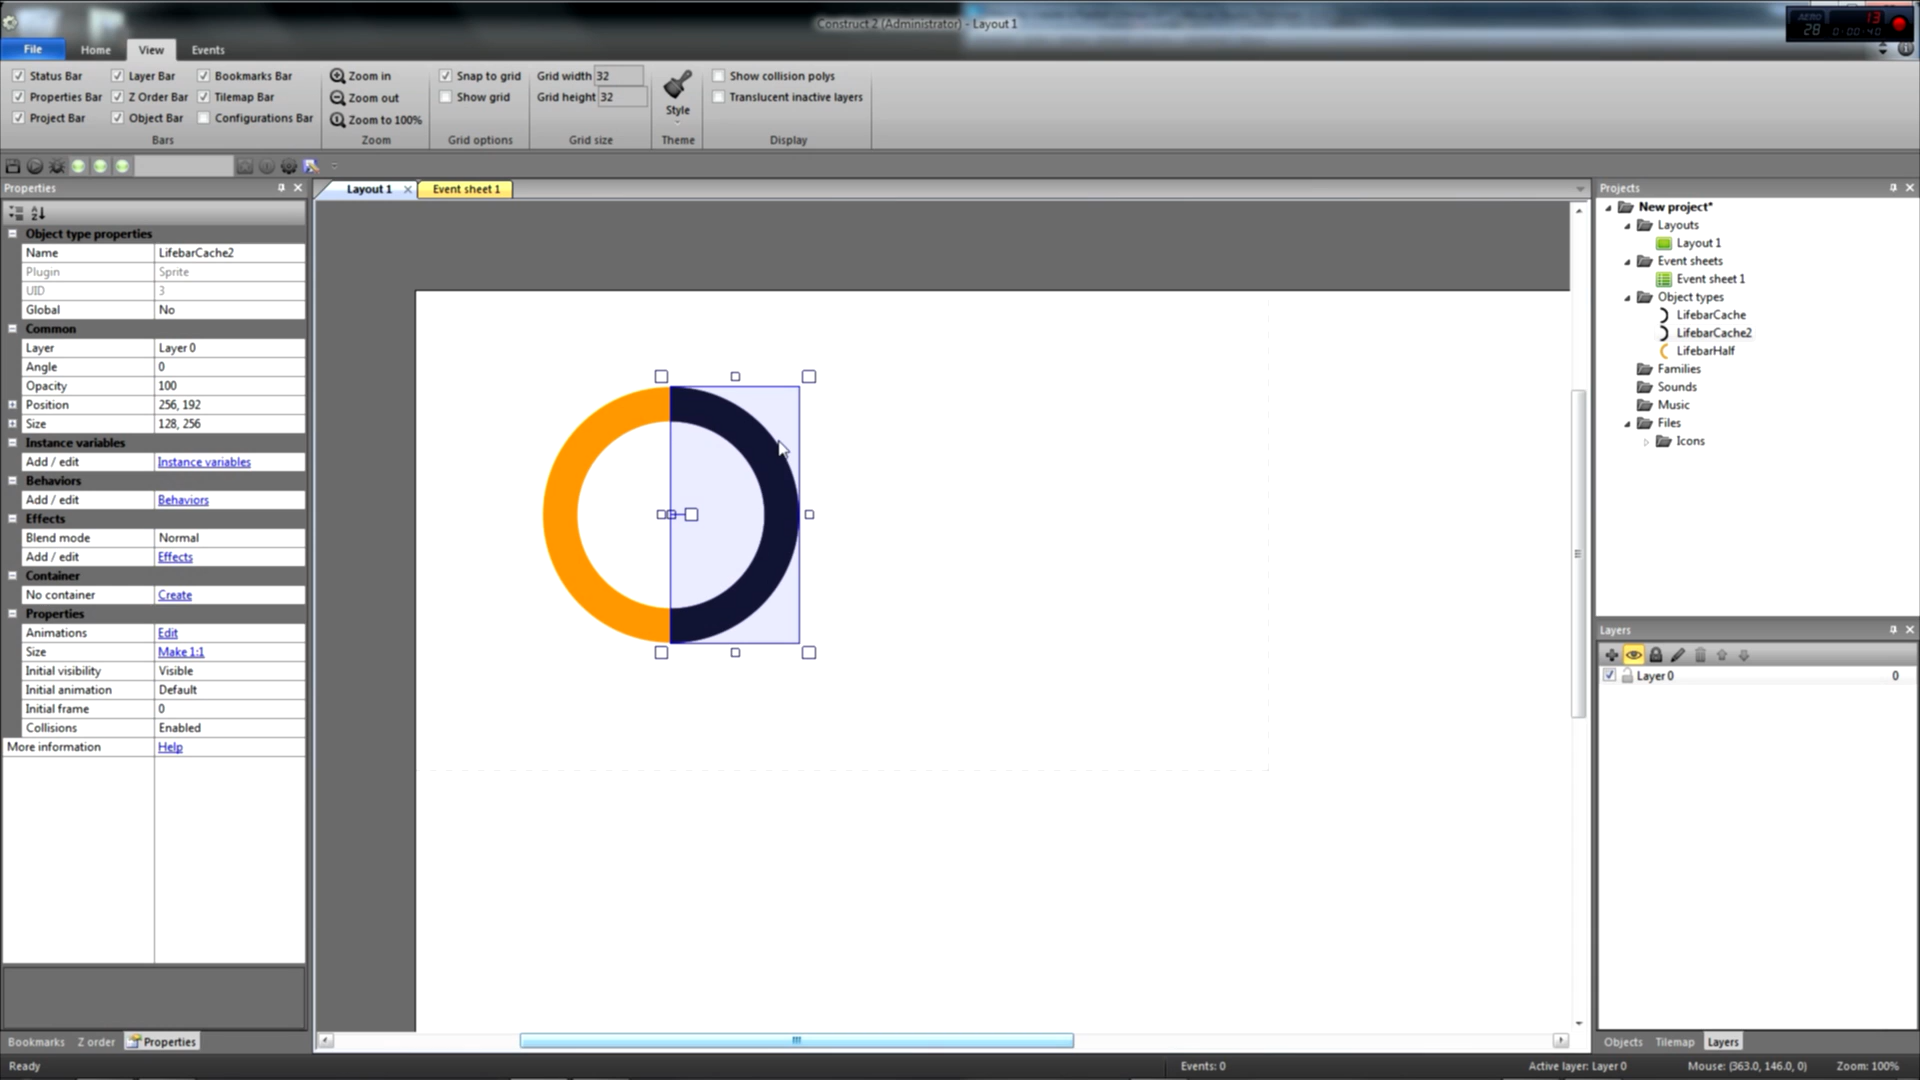 Construct 2 (Administrator) - Layout 1
AERO 28 13 0:00:40
File Home View Events
Status Bar Layer Bar Bookmarks Bar Zoom in Snap to grid Grid width 32 Show collision polys
Properties Bar Z Order Bar Tilemap Bar Zoom out Show grid Grid height 32 Style Translucent inactive layers
Project Bar Object Bar Configurations Bar Zoom to 100%
Bars Zoom Grid options Grid size Theme Display
Properties
Layout 1 Event sheet 1
Object type properties
Name LifebarCache2
Plugin Sprite
UID 3
Global No
Common
Layer Layer 0
Angle 0
Opacity 100
Position 256, 192
Size 128, 256
Instance variables
Add / edit Instance variables
Behaviors
Add / edit Behaviors
Effects
Blend mode Normal
Add / edit Effects
Container
No container Create
Properties
Animations Edit
Size Make 1:1
Initial visibility Visible
Initial animation Default
Initial frame 0
Collisions Enabled
More information Help
Bookmarks Z order Properties
Projects
New project*
Layouts
Layout 1
Event sheets
Event sheet 1
Object types
LifebarCache
LifebarCache2
LifebarHalf
Families
Sounds
Music
Files
Icons
Layers
Layer 0 0
Objects Tilemap Layers
Ready Events: 0 Active layer: Layer 0 Mouse: (363.0, 146.0, 0) Zoom: 100%